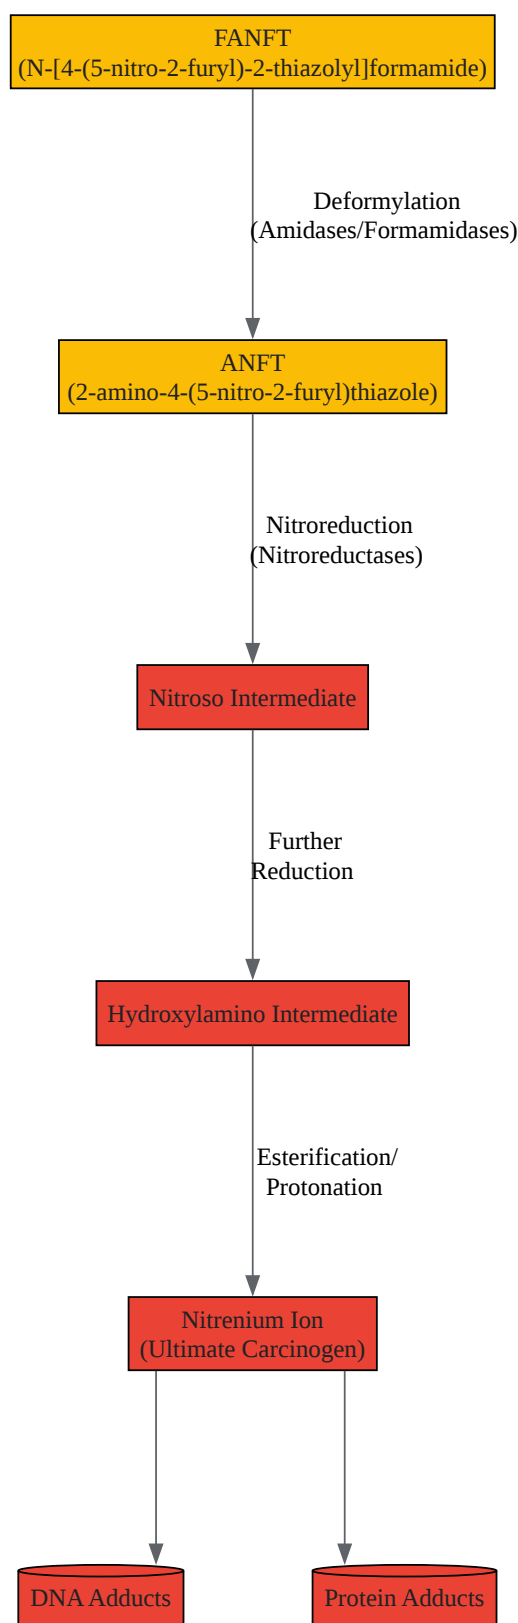 FANFT
(N-[4-(5-nitro-2-furyl)-2-thiazolyl]formamide)
Deformylation
(Amidases/Formamidases)
ANFT
(2-amino-4-(5-nitro-2-furyl)thiazole)
Nitroreduction
(Nitroreductases)
Nitroso Intermediate
Further
Reduction
Hydroxylamino Intermediate
Esterification/
Protonation
Nitrenium Ion
(Ultimate Carcinogen)
DNA Adducts
Protein Adducts